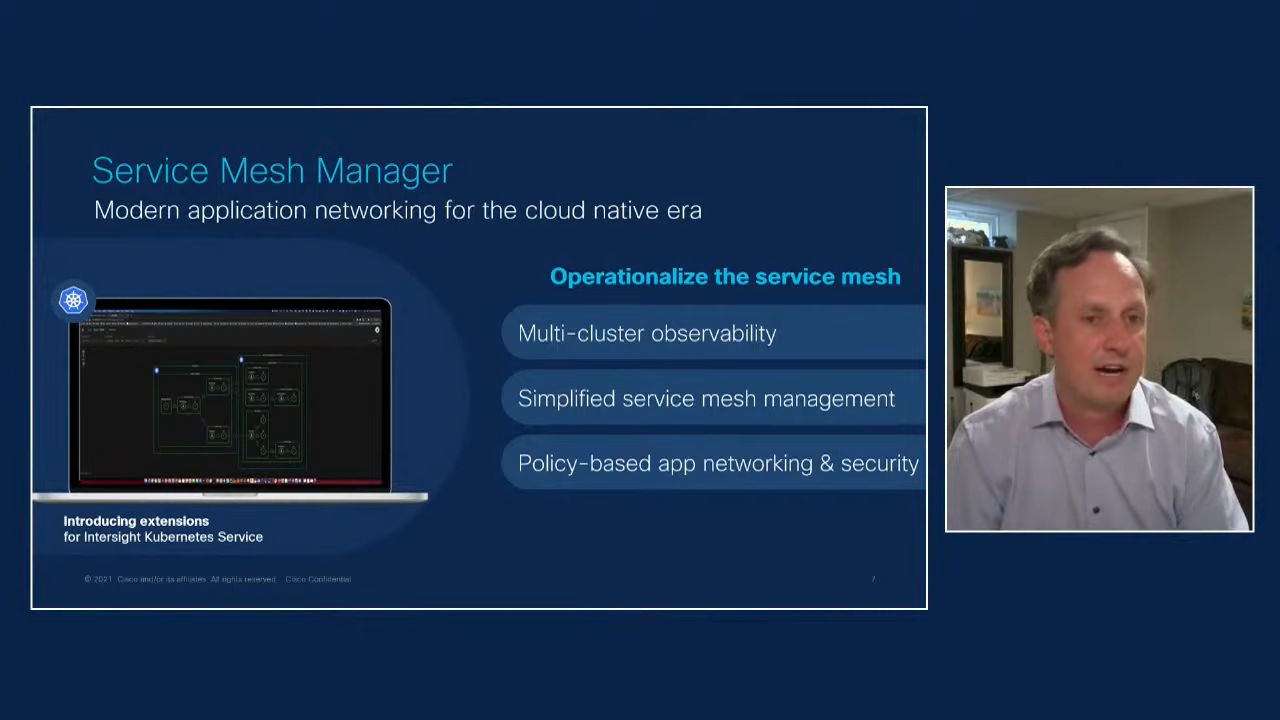 Service Mesh Manager
Modern application networking for the cloud native era
Operationalize the service mesh
Multi-cluster observability
Simplified service mesh management
Policy-based app networking & security
Introducing extensions
for Intersight Kubernetes Service
© 2021 Cisco and/or its affiliates. All rights reserved. Cisco Confidential
7